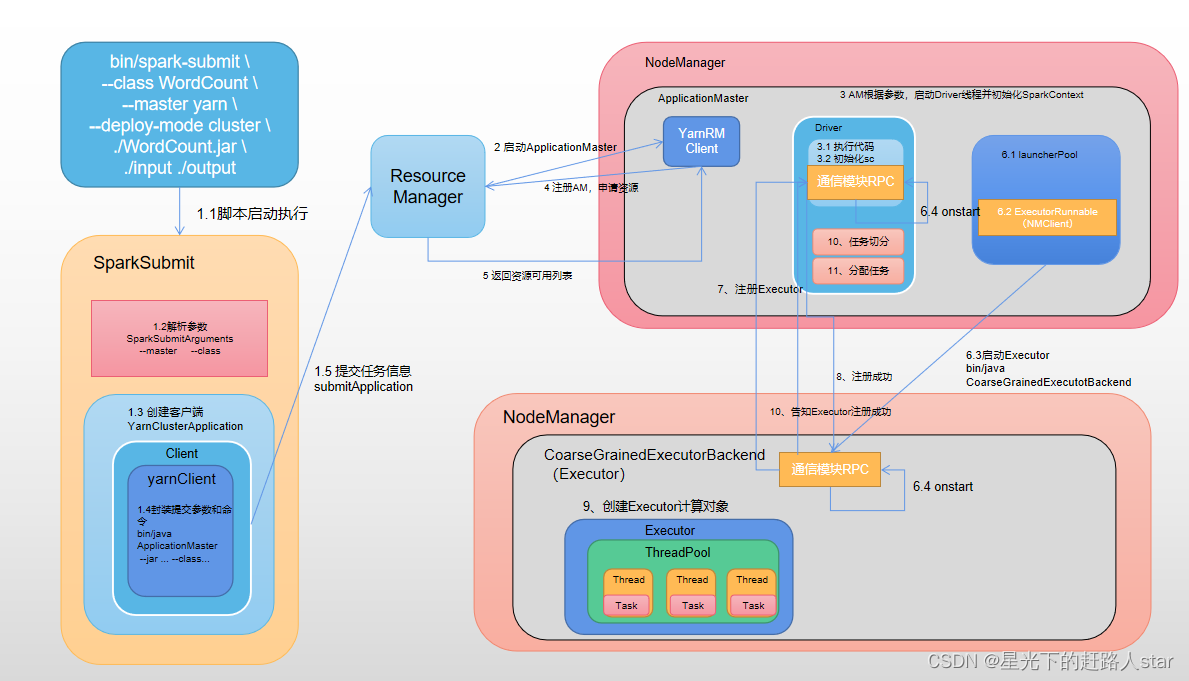 bin/spark-submit \
--class WordCount \
--master yarn \
--deploy-mode cluster \
./WordCount.jar \
./input ./output
1.1脚本启动执行
SparkSubmit
1.2解析参数
SparkSubmitArguments
--master --class
1.3 创建客户端
YarnClusterApplication
Client
yarnClient
1.4封装提交参数和命
令
bin/java
ApplicationMaster
--jar ... --class...
1.5 提交任务信息
submitApplication
Resource
Manager
2 启动ApplicationMaster
4 注册AM，申请资源
5 返回资源可用列表
NodeManager
ApplicationMaster
3 AM根据参数，启动Driver线程并初始化SparkContext
YarnRM
Client
Driver
3.1 执行代码
3.2 初始化sc
通信模块RPC
6.4 onstart
10、任务切分
11、分配任务
6.1 launcherPool
6.2 ExecutorRunnable
（NMClient）
7、注册Executor
8、注册成功
10、告知Executor注册成功
6.3启动Executor
bin/java
CoarseGrainedExecutotBackend
NodeManager
CoarseGrainedExecutorBackend
（Executor）
通信模块RPC
6.4 onstart
9、创建Executor计算对象
Executor
ThreadPool
Thread
Thread
Thread
Task
Task
Task
CSDN @星光下的赶路人star